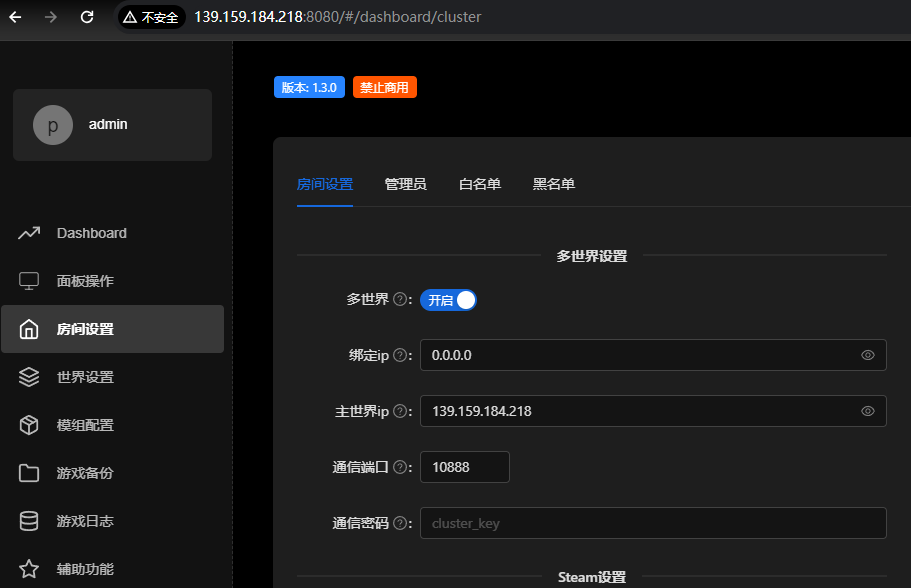 不安全 139.159.184.218:8080/#/dashboard/cluster
版本: 1.3.0 禁止商用
p admin
房间设置 管理员 白名单 黑名单
Dashboard
面板操作
房间设置
世界设置
模组配置
游戏备份
游戏日志
辅助功能
多世界设置
多世界 ?: 开启
绑定ip ?: 0.0.0.0
主世界ip ?: 139.159.184.218
通信端口 ?: 10888
通信密码 ?: cluster_key
Steam设置